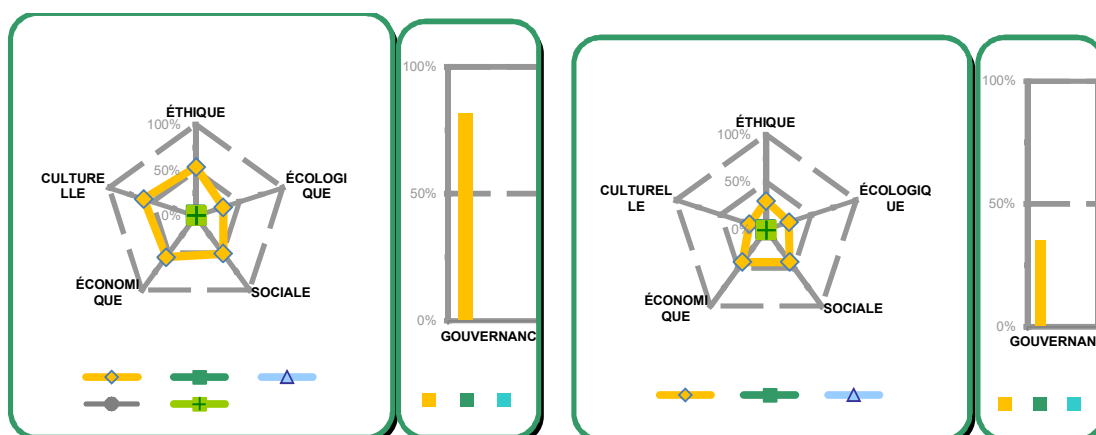 ÉTHIQUE
100%
50%
0%
CULTURE
LLE
ÉCOLOGI
QUE
ÉCONOMI
QUE
SOCIALE
100%
50%
0%
GOUVERNANC
ÉTHIQUE
100%
50%
0%
CULTUREL
LE
ÉCOLOGIQ
UE
ÉCONOMI
QUE
SOCIALE
100%
50%
0%
GOUVERNAN